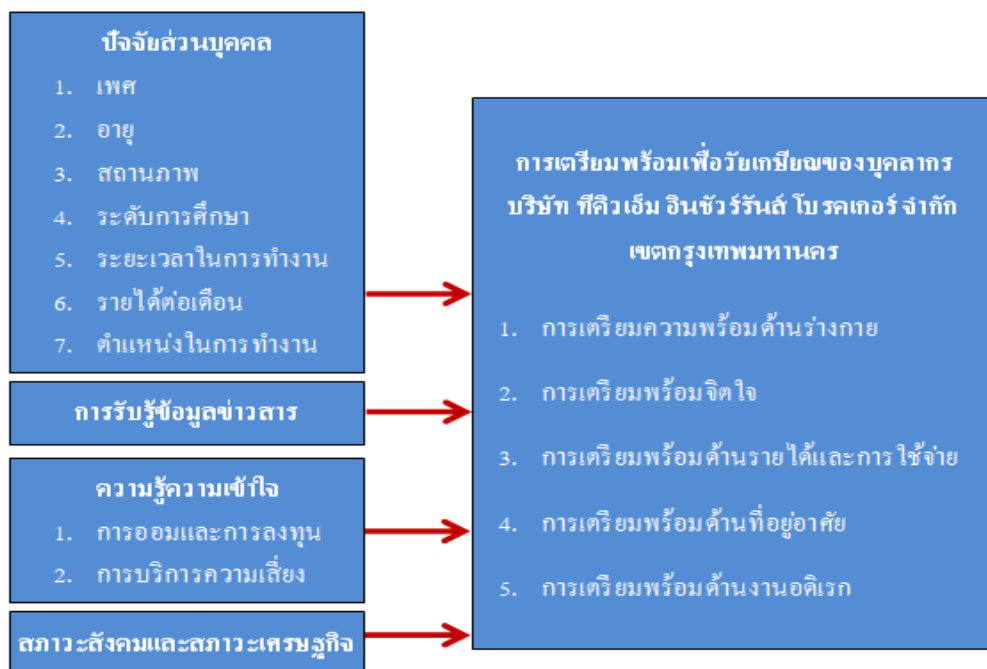 ปัจจัยส่วนบุคคล
1. เพศ
2. อายุ
3. สถานภาพ
4. ระดับการศึกษา
5. ระยะเวลาในการทำงาน
6. รายได้ต่อเดือน
7. ตำแหน่งในการทำงาน
การรับรู้ข้อมูลข่าวสาร
ความรู้ความเข้าใจ
1. การออมและการลงทุน
2. การบริการความเสี่ยง
สภาวะสังคมและสภาวะเศรษฐกิจ
การเตรียมพร้อมเพื่อวัยเกษียณของบุคลากร
บริษัท ทีคิวเอ็ม อินชัวร์รันส์ โบรคเกอร์ จำกัด
เขตกรุงเทพมหานคร
1. การเตรียมความพร้อมด้านร่างกาย
2. การเตรียมพร้อมจิตใจ
3. การเตรียมพร้อมด้านรายได้และการใช้จ่าย
4. การเตรียมพร้อมด้านที่อยู่อาศัย
5. การเตรียมพร้อมด้านงานอดิเรก